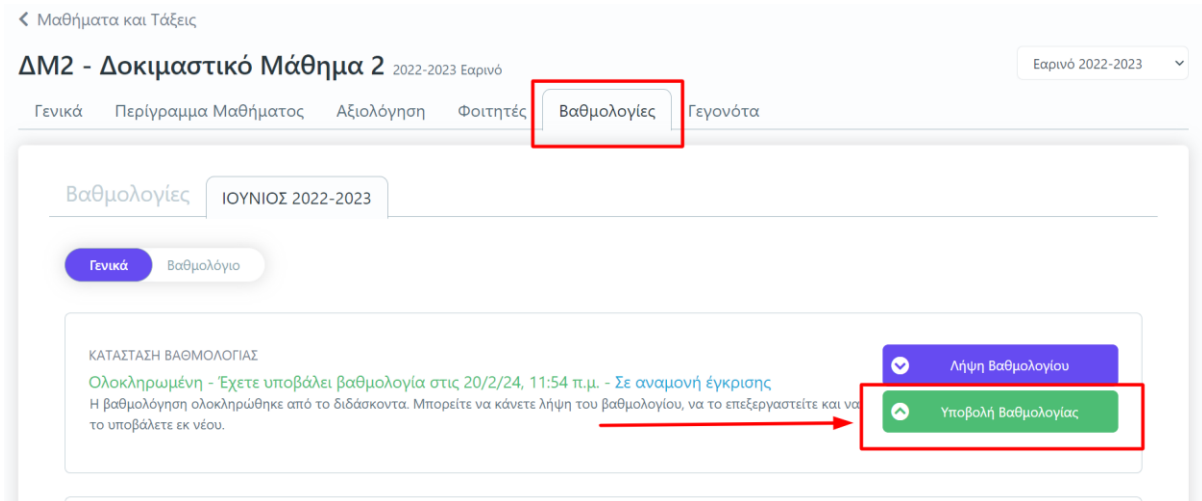 Μαθήματα και Τάξεις
ΔΜ2 - Δοκιμαστικό Μάθημα 2 2022-2023 Εαρινό
Εαρινό 2022-2023
Γενικά Περίγραμμα Μαθήματος Αξιολόγηση Φοιτητές Βαθμολογίες Γεγονότα
Βαθμολογίες ΙΟΥΝΙΟΣ 2022-2023
Γενικά Βαθμολόγιο
ΚΑΤΑΣΤΑΣΗ ΒΑΘΜΟΛΟΓΙΑΣ
Ολοκληρωμένη - Έχετε υποβάλει βαθμολογία στις 20/2/24, 11:54 π.μ. - Σε αναμονή έγκρισης
Η βαθμολόγηση ολοκληρώθηκε από το διδάσκοντα. Μπορείτε να κάνετε λήψη του βαθμολογίου, να το επεξεργαστείτε και να
το υποβάλετε εκ νέου.
Λήψη Βαθμολογίου
Υποβολή Βαθμολογίας